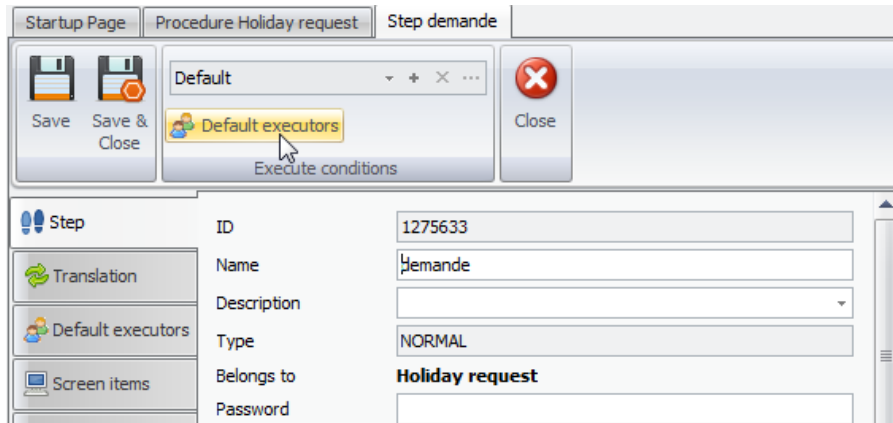 Startup Page Procedure Holiday request Step demande
Default
Save Save & Close Default executors Close
Execute conditions
Step
ID 1275633
Name demande
Translation
Description
Default executors
Type NORMAL
Belongs to Holiday request
Screen items
Password